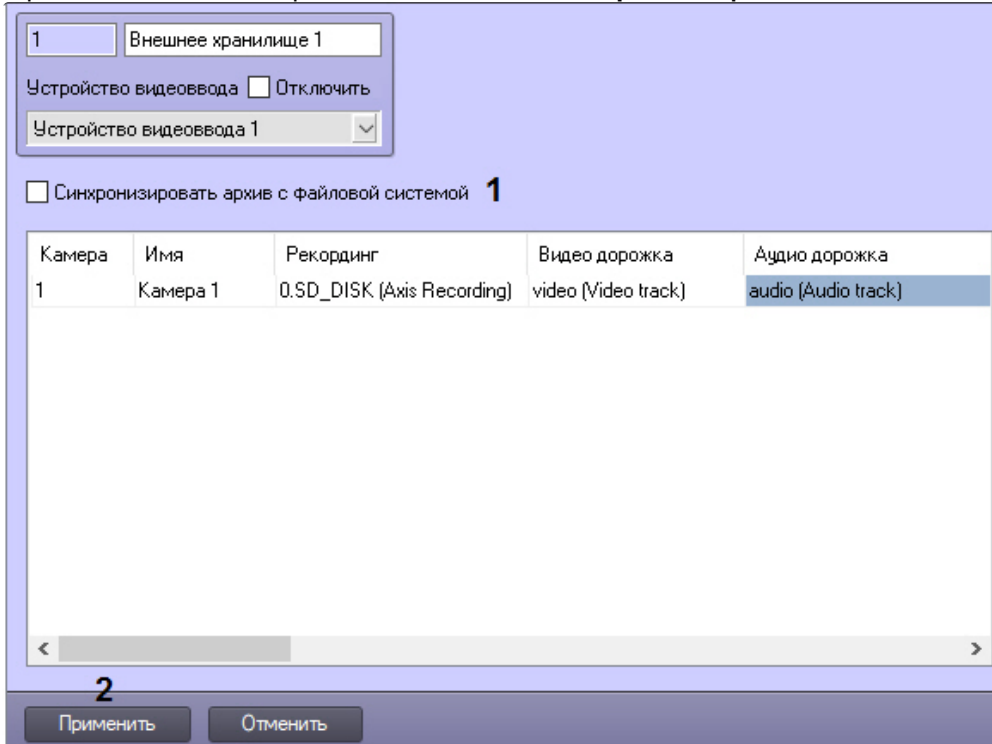 1 Внешнее хранилище 1
Устройство видеоввода Отключить
Устройство видеоввода 1
Синхронизировать архив с файловой системой 1
Камера Имя Рекординг Видео дорожка Аудио дорожка
1 Камера 1 0.SD_DISK (Axis Recording) video (Video track) audio (Audio track)
2
Применить Отменить